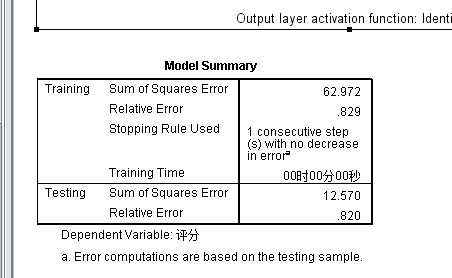 Output layer activation function: Identi
Model Summary
Training Sum of Squares Error 62.972
Relative Error .829
Stopping Rule Used 1 consecutive step
(s) with no decrease
in errorª
Training Time 00时00分00秒
Testing Sum of Squares Error 12.570
Relative Error .820
Dependent Variable: 评分
a. Error computations are based on the testing sample.